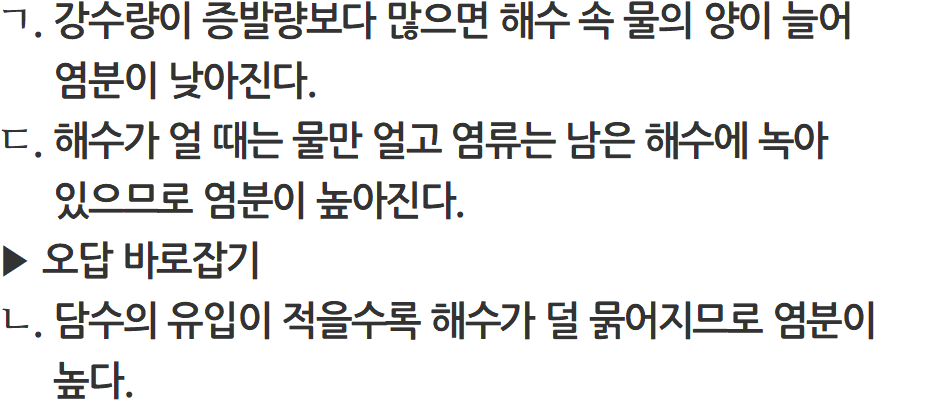 ㄱ. 강수량이 증발량보다 많으면 해수 속 물의 양이 늘어
염분이 낮아진다.
ㄷ. 해수가 얼 때는 물만 얼고 염류는 남은 해수에 녹아
있으므로 염분이 높아진다.
▶ 오답 바로잡기
ㄴ. 담수의 유입이 적을수록 해수가 덜 묽어지므로 염분이
높다.